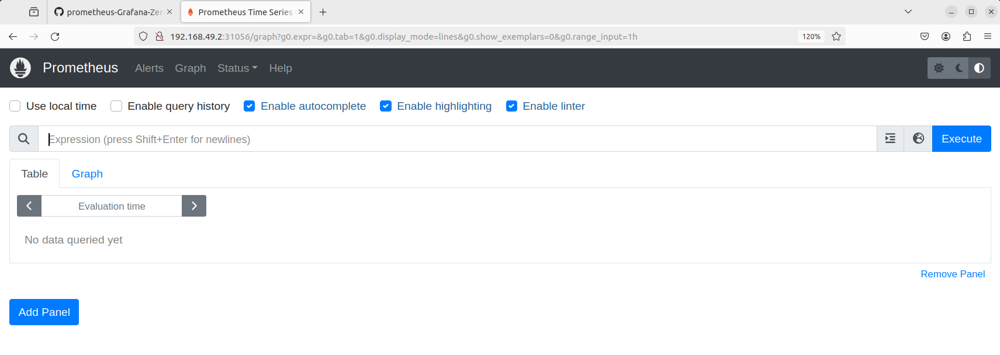 prometheus-Grafana-Zer
Prometheus Time Series
192.168.49.2:31056/graph?g0.expr=&g0.tab=1&g0.display_mode=lines&g0.show_exemplars=0&g0.range_input=1h
120%
Prometheus Alerts Graph Status Help
Use local time Enable query history Enable autocomplete Enable highlighting Enable linter
Expression (press Shift+Enter for newlines)
Execute
Table Graph
Evaluation time
No data queried yet
Remove Panel
Add Panel